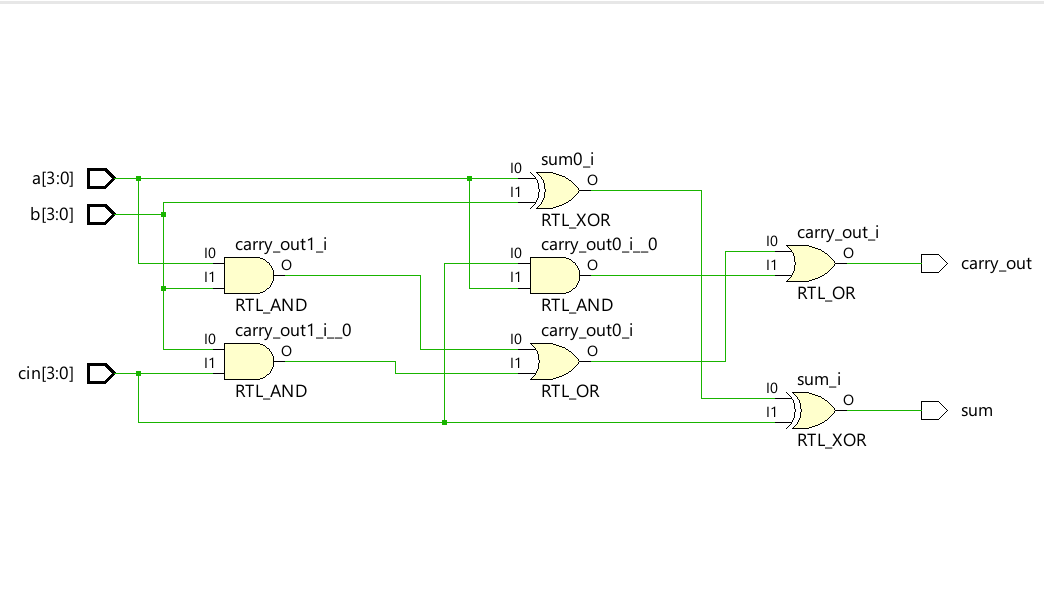 sum0_i
I0
O
a[3:0]
I1
b[3:0]
RTL_XOR
carry_out_i
carry_out1_i
carry_out0_i__0
I0
I0
I0
O
O
O
I1
carry_out
I1
I1
RTL_OR
RTL_AND
RTL_AND
carry_out1_i__0
carry_out0_i
I0
O
I0
O
I1
I1
cin[3:0]
sum_i
RTL_AND
RTL_OR
I0
O
I1
sum
RTL_XOR